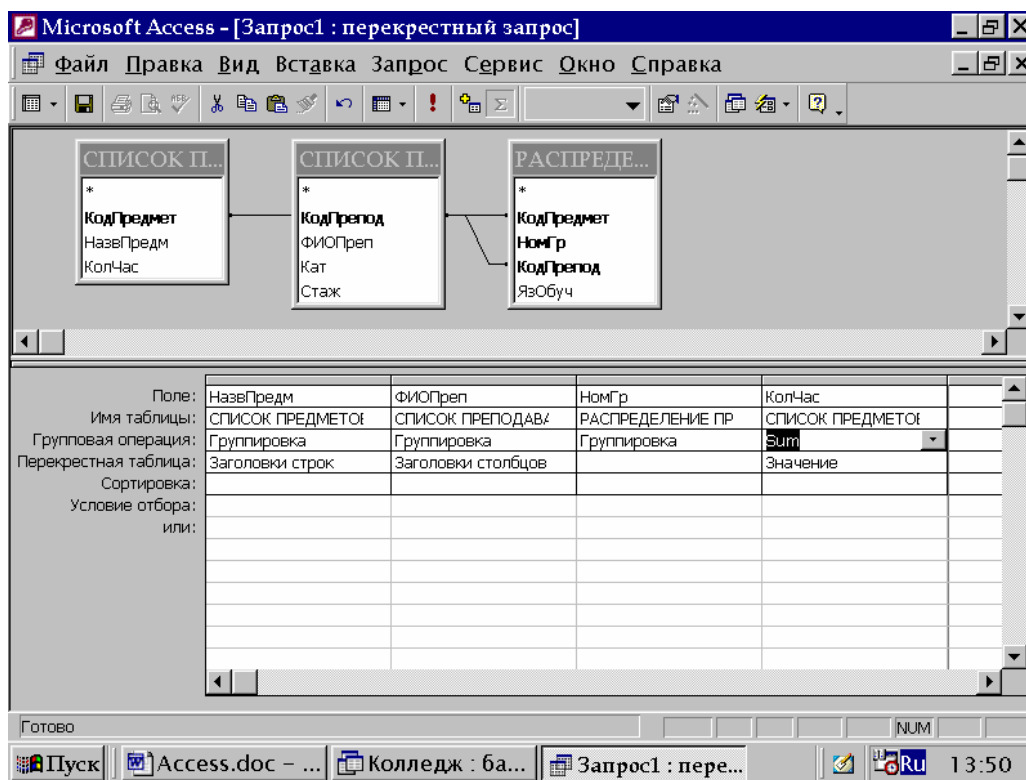 Microsoft Access - [Запрос1 : перекрестный запрос]
Файл Правка Вид Вставка Запрос Сервис Окно Справка
СПИСОК П... СПИСОК П... РАСПРЕДЕ...
* * *
КодПредмет КодПрепод КодПредмет
НазвПредм ФИОПреп НомГр
КолЧас Кат КодПрепод
Стаж ЯзОбуч
Поле: НазвПредм ФИОПреп НомГр КолЧас
Имя таблицы: СПИСОК ПРЕДМЕТОВ СПИСОК ПРЕПОДАВА РАСПРЕДЕЛЕНИЕ ПР СПИСОК ПРЕДМЕТОВ
Групповая операция: Группировка Группировка Группировка Sum
Перекрестная таблица: Заголовки строк Заголовки столбцов Значение
Сортировка:
Условие отбора:
или:
Готово NUM
Пуск Access.doc - ... Колледж : ба... Запрос1 : пере... Ru 13:50